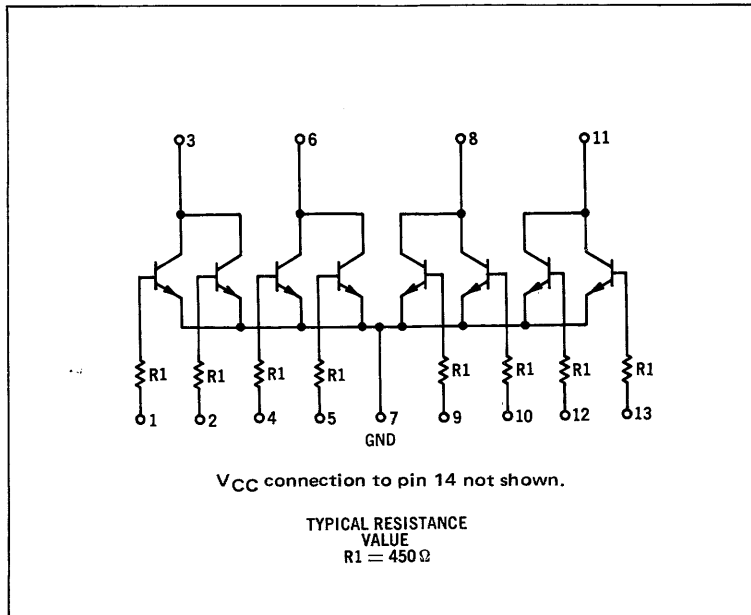 3 6 8 11
R1 R1 R1 R1 R1 R1 R1 R1
1 2 4 5 7 9 10 12 13
GND
VCC connection to pin 14 not shown.
TYPICAL RESISTANCE
VALUE
R1 = 450Ω